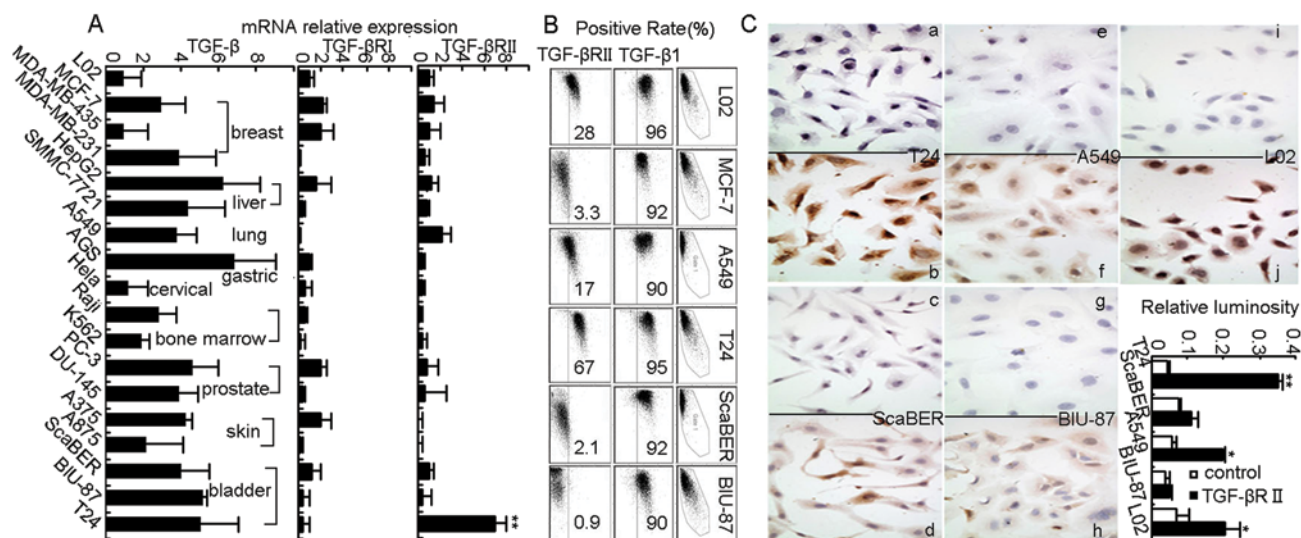 A
mRNA relative expression
TGF-β
TGF-βRI
TGF-βRII
0 2 4 6 8
0 2 4 6 8
0 2 4 6 8
L02
MCF-7
MDA-MB-435
MDA-MB-231
HepG2
SMMC-7721
A549
AGS
Hela
Raji
K562
PC-3
DU-145
A375
A875
ScaBER
BIU-87
T24
breast
liver
lung
gastric
cervical
bone marrow
prostate
skin
bladder
**
B
Positive Rate(%)
TGF-βRII TGF-β1
28 96 L02
3.3 92 MCF-7
17 90 A549
67 95 T24
2.1 92 ScaBER
0.9 90 BIU-87
C
a e i
T24 A549 L02
b f j
c g
ScaBER BIU-87
d h
Relative luminosity
0 0.1 0.2 0.3 0.4
T24
ScaBER
A549
BIU-87
L02
**
*
*
control
TGF-βR II